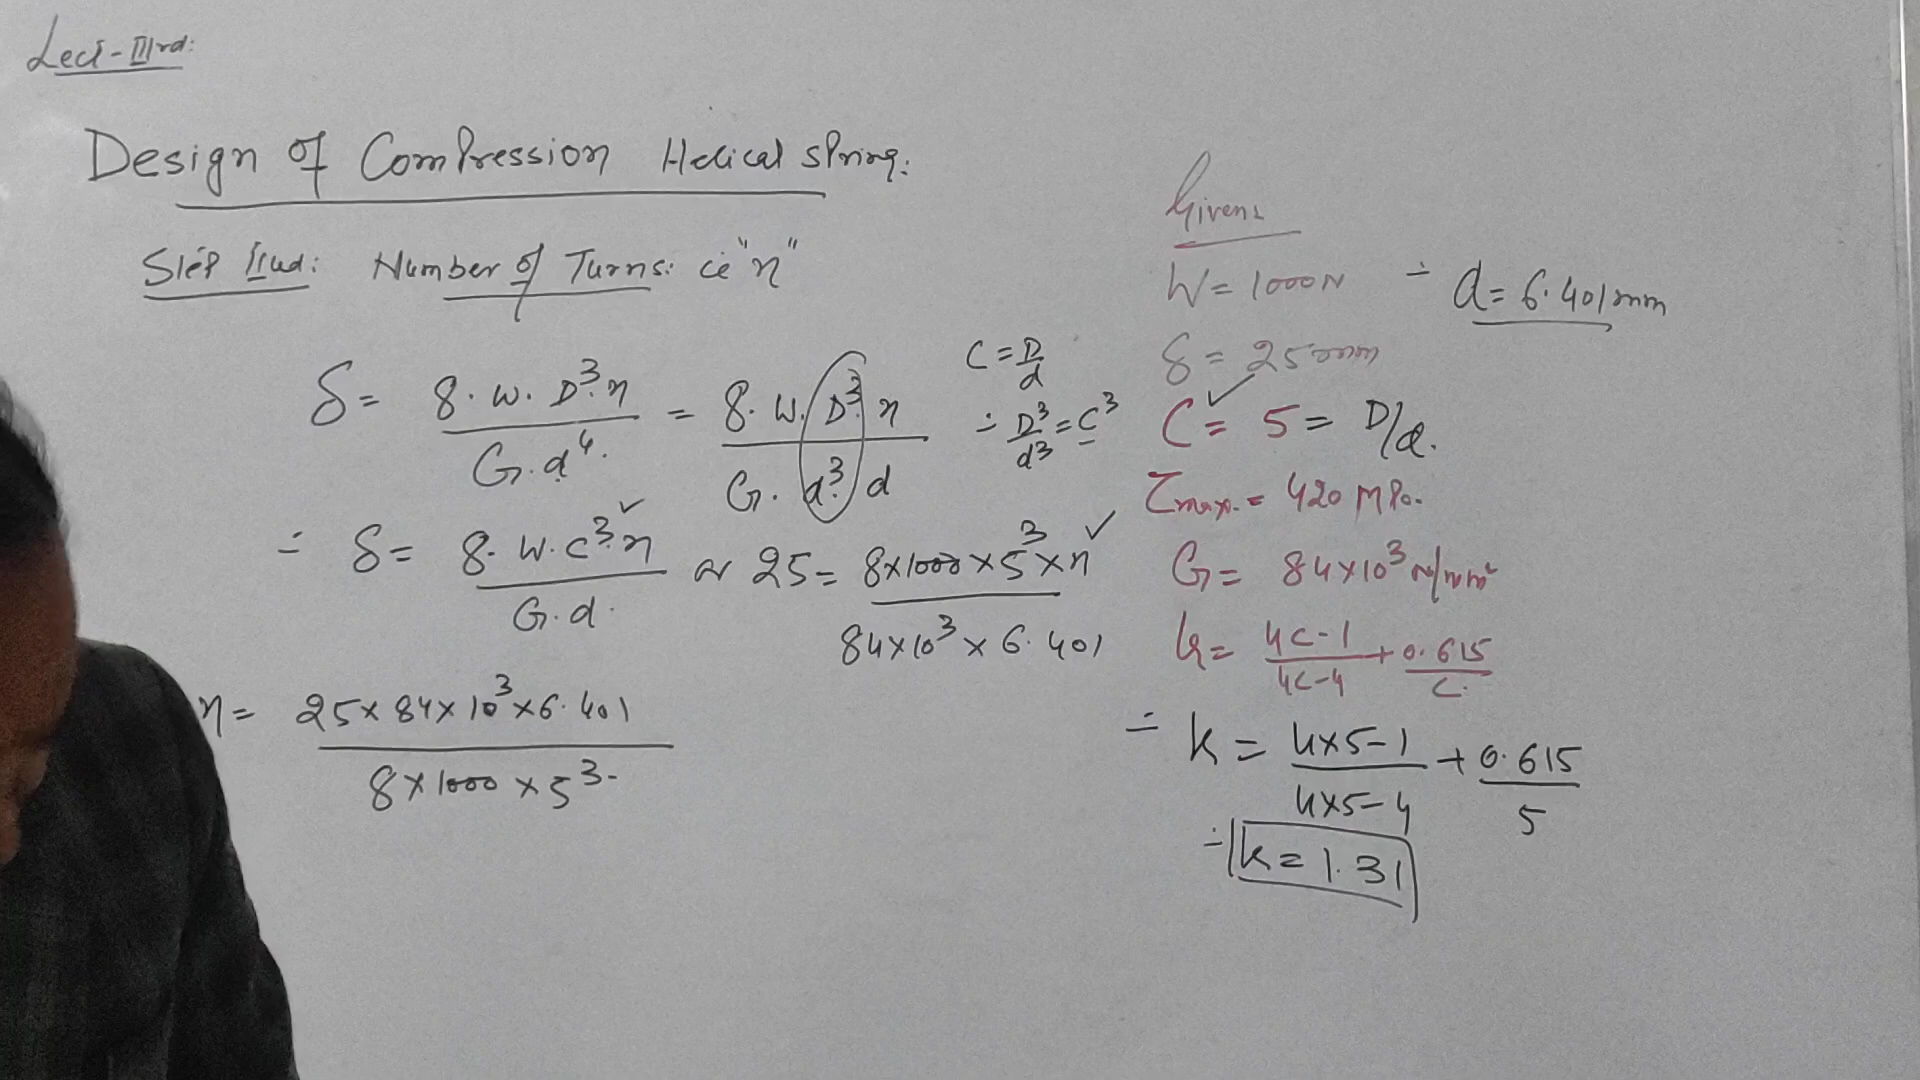 Lect-IIIrd:
Design of Compression Helical Spring:
Step IInd: Number of Turns: ie "n"
δ = 8·W·D³·n / G·d⁴· = 8·W·D³ n / G·d³·d
C = D/d
∴ D³/d³ = C³
∴ δ = 8·W·C³·n / G·d· or 25 = 8×1000×5³×n / 84×10³×6.401
n = 25×84×10³×6.401 / 8×1000×5³·
Givens
W = 1000N ∴ d = 6.401mm
δ = 25mm
C = 5 = D/d.
τmax. = 420 MPa.
G = 84×10³ N/mm²
k = 4C-1 / 4C-4 + 0.615 / C.
∴ k = 4×5-1 / 4×5-4 + 0.615 / 5
∴ k = 1.31